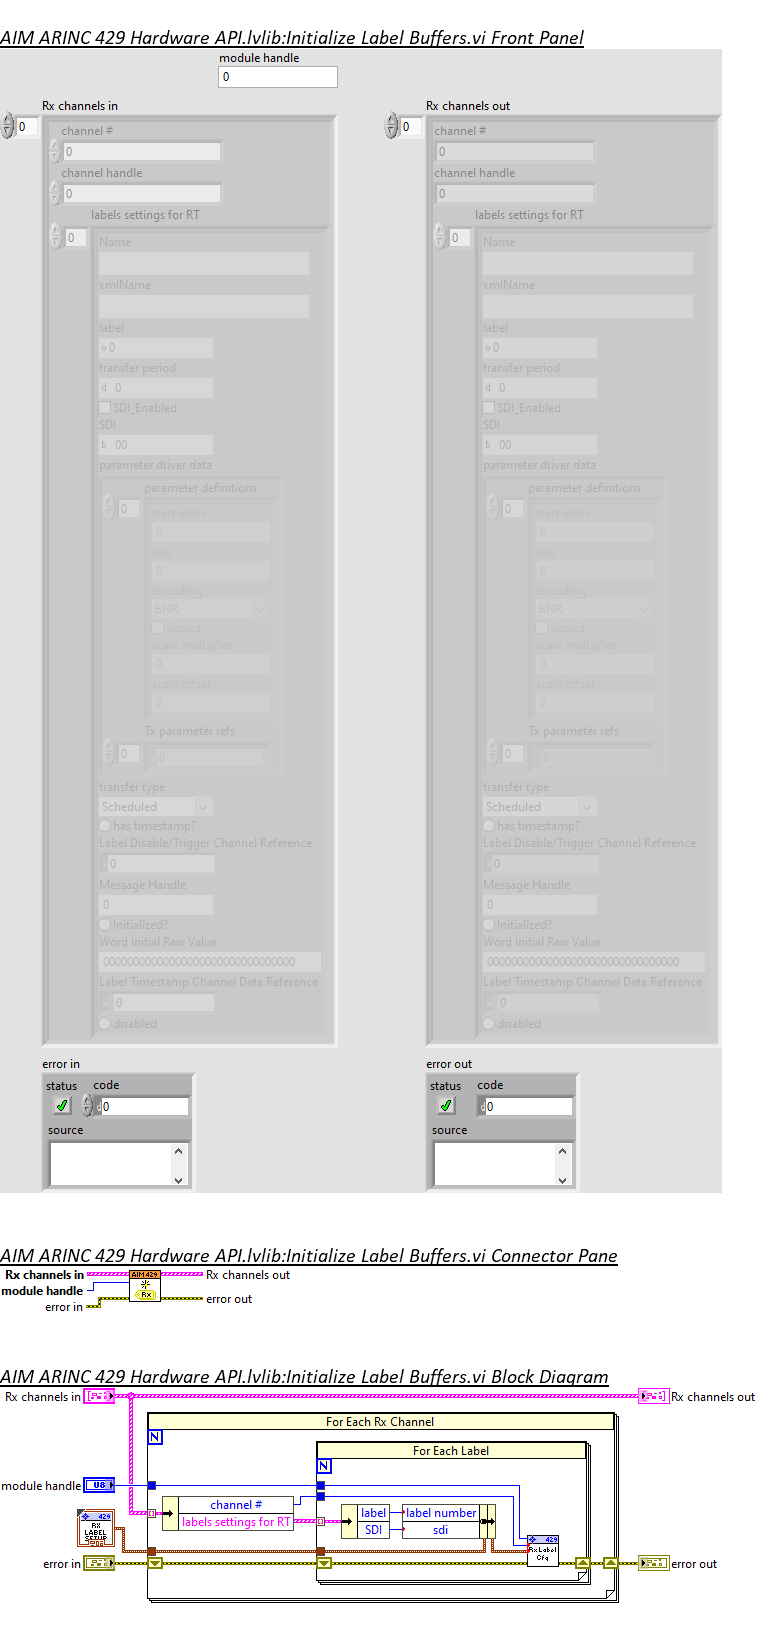 AIM ARINC 429 Hardware API.lvlib:Initialize Label Buffers.vi Front Panel
module handle
0
Rx channels in
0
channel #
0
channel handle
0
labels settings for RT
0
Name
xmlName
label
o 0
transfer period
d 0
SDI_Enabled
SDI
b 00
parameter driver data
parameter definitions
0
start index
0
size
0
encoding
BNR
signed
scale multiplier
0
scale offset
0
Tx parameter refs
0
0
transfer type
Scheduled
has timestamp?
Label Disable/Trigger Channel Reference
x 0
Message Handle
0
Initialized?
Word Initial Raw Value
00000000000000000000000000000000
Label Timestamp Channel Data Reference
x 0
disabled
Rx channels out
0
channel #
0
channel handle
0
labels settings for RT
0
Name
xmlName
label
o 0
transfer period
d 0
SDI_Enabled
SDI
b 00
parameter driver data
parameter definitions
0
start index
0
size
0
encoding
BNR
signed
scale multiplier
0
scale offset
0
Tx parameter refs
0
0
transfer type
Scheduled
has timestamp?
Label Disable/Trigger Channel Reference
x 0
Message Handle
0
Initialized?
Word Initial Raw Value
00000000000000000000000000000000
Label Timestamp Channel Data Reference
x 0
disabled
error in
status code
d 0
source
error out
status code
d 0
source
AIM ARINC 429 Hardware API.lvlib:Initialize Label Buffers.vi Connector Pane
Rx channels in
module handle
error in
AIM 429
Rx
Rx channels out
error out
AIM ARINC 429 Hardware API.lvlib:Initialize Label Buffers.vi Block Diagram
Rx channels in
Rx channels out
For Each Rx Channel
N
For Each Label
N
module handle
U8
channel #
labels settings for RT
label
SDI
label number
sdi
429
RX
LABEL
SETUP
429
Rx Label
Cfg
error in
error out